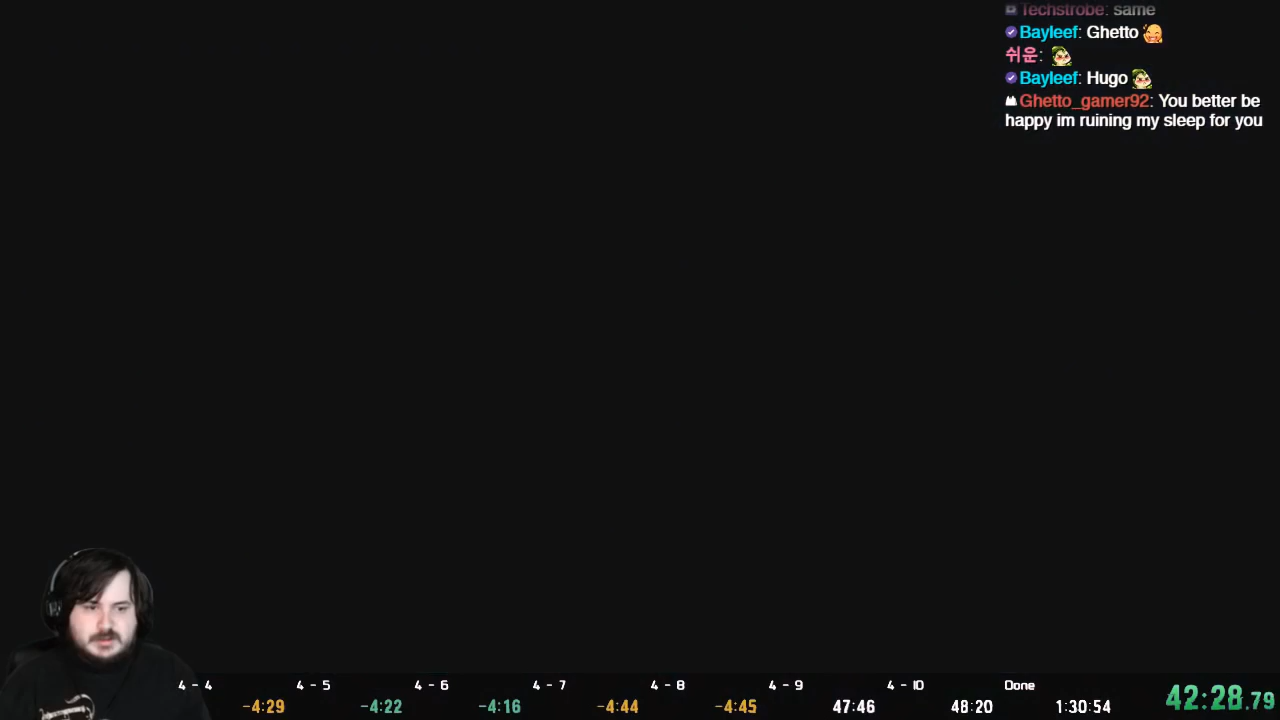 Techstrobe: same
Bayleef: Ghetto
쉬운:
Bayleef: Hugo
Ghetto_gamer92: You better be
happy im ruining my sleep for you
4 - 4 4 - 5 4 - 6 4 - 7 4 - 8 4 - 9 4 - 10 Done
-4:29 -4:22 -4:16 -4:44 -4:45 47:46 48:20 1:30:54 42:28.79